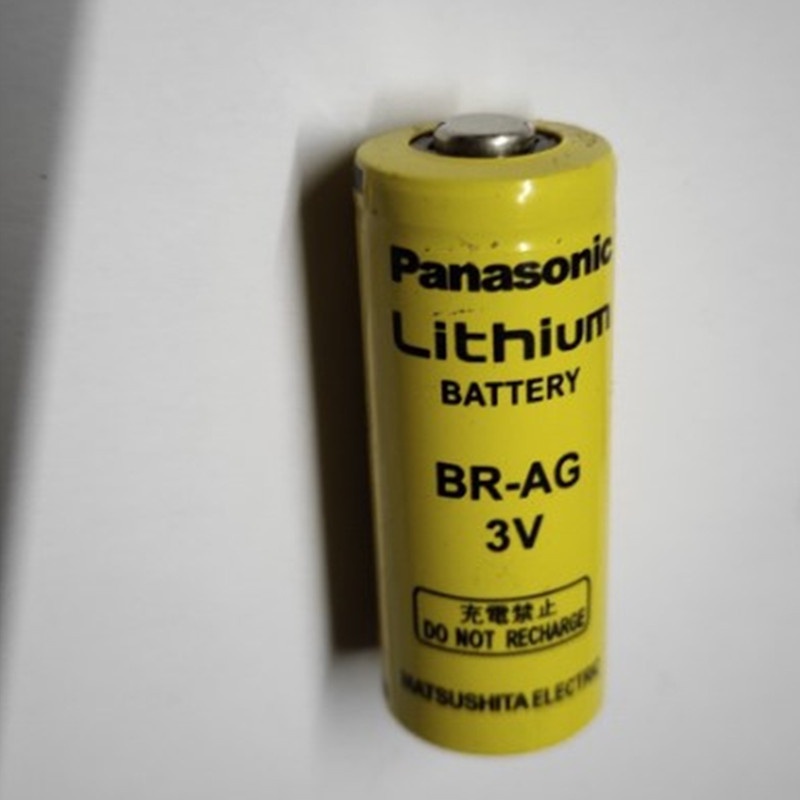 Panasonic
Lithium
BATTERY
BR-AG
3V
充電禁止
DO NOT RECHARGE
MATSUSHITA ELECTRIC